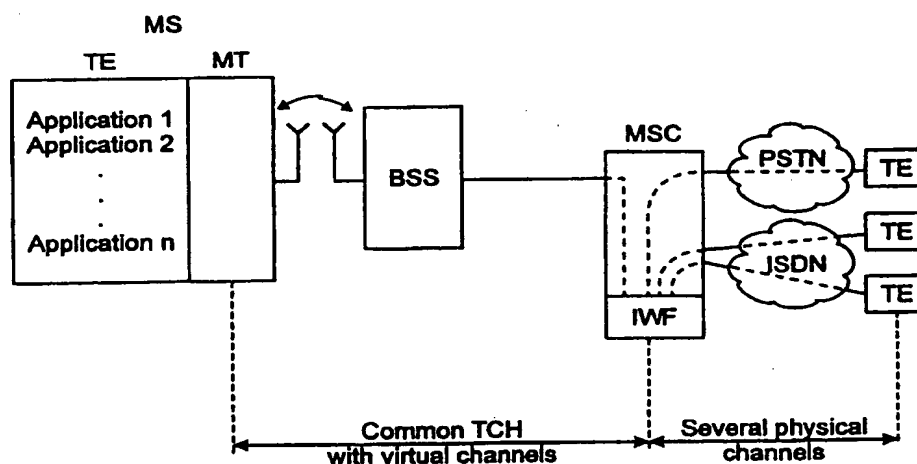 MS
TE MT
Application 1
Application 2
.
.
.
Application n
BSS
MSC
IWF
PSTN
TE
TE
ISDN
TE
Common TCH
with virtual channels
Several physical
channels